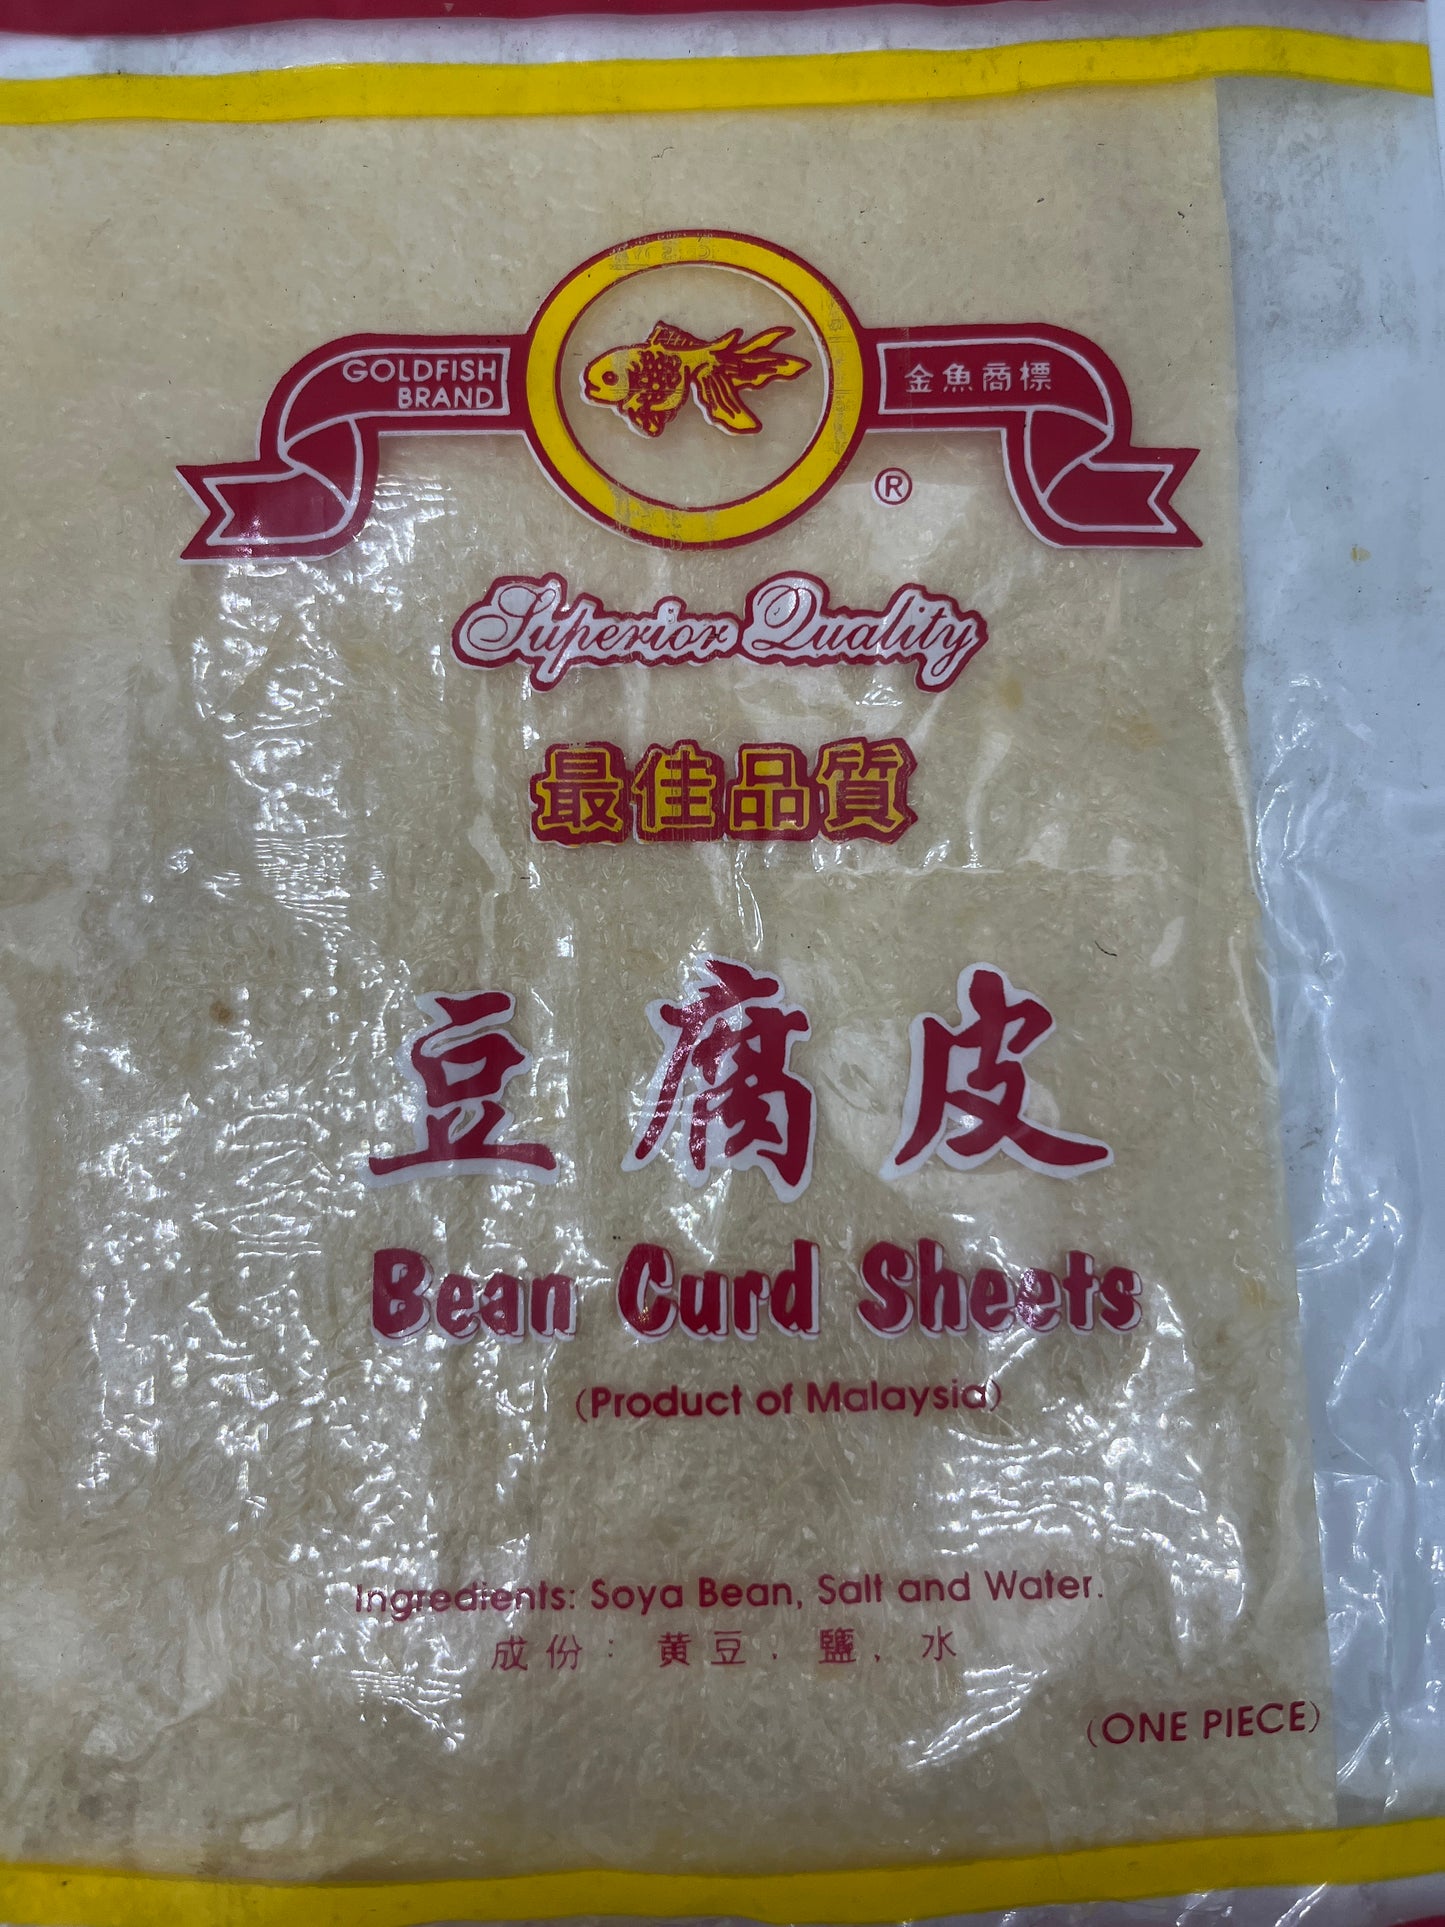 GOLDFISH
BRAND
金魚商標
®
Superior Quality
最佳品質
豆腐皮
Bean Curd Sheets
(Product of Malaysia)
Ingredients: Soya Bean, Salt and Water.
成份：黄豆，鹽，水
(ONE PIECE)